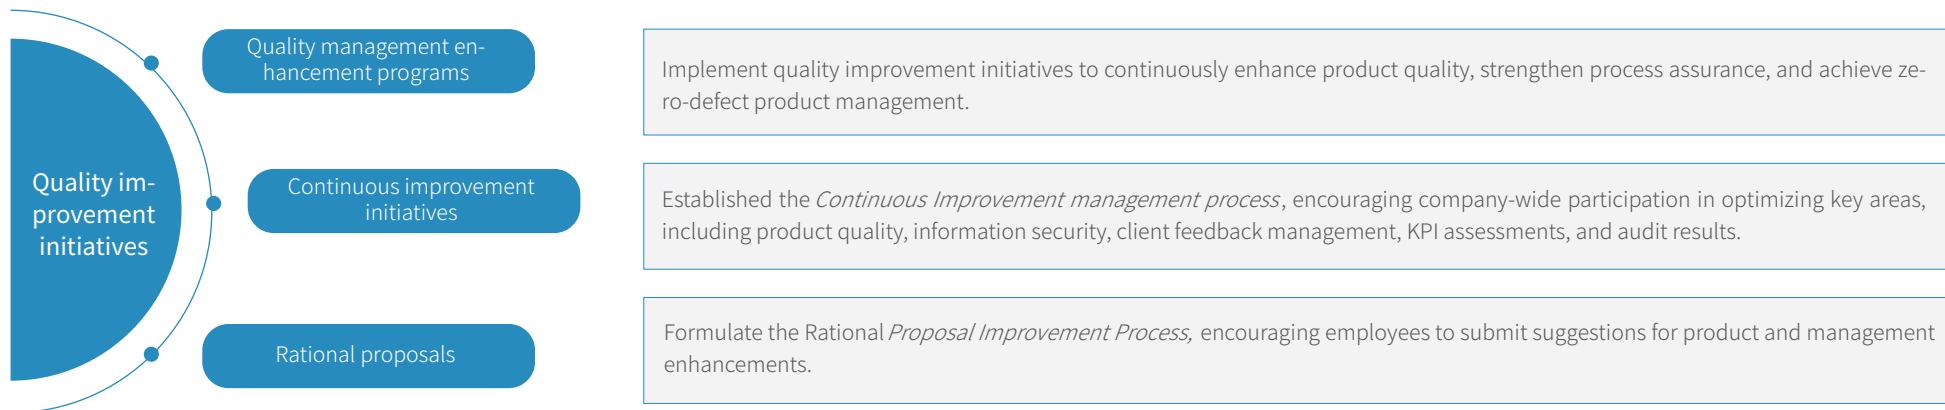 Quality im-
provement
initiatives
Quality management en-
hancement programs
Implement quality improvement initiatives to continuously enhance product quality, strengthen process assurance, and achieve ze-
ro-defect product management.
Continuous improvement
initiatives
Established the Continuous Improvement management process, encouraging company-wide participation in optimizing key areas,
including product quality, information security, client feedback management, KPI assessments, and audit results.
Rational proposals
Formulate the Rational Proposal Improvement Process, encouraging employees to submit suggestions for product and management
enhancements.